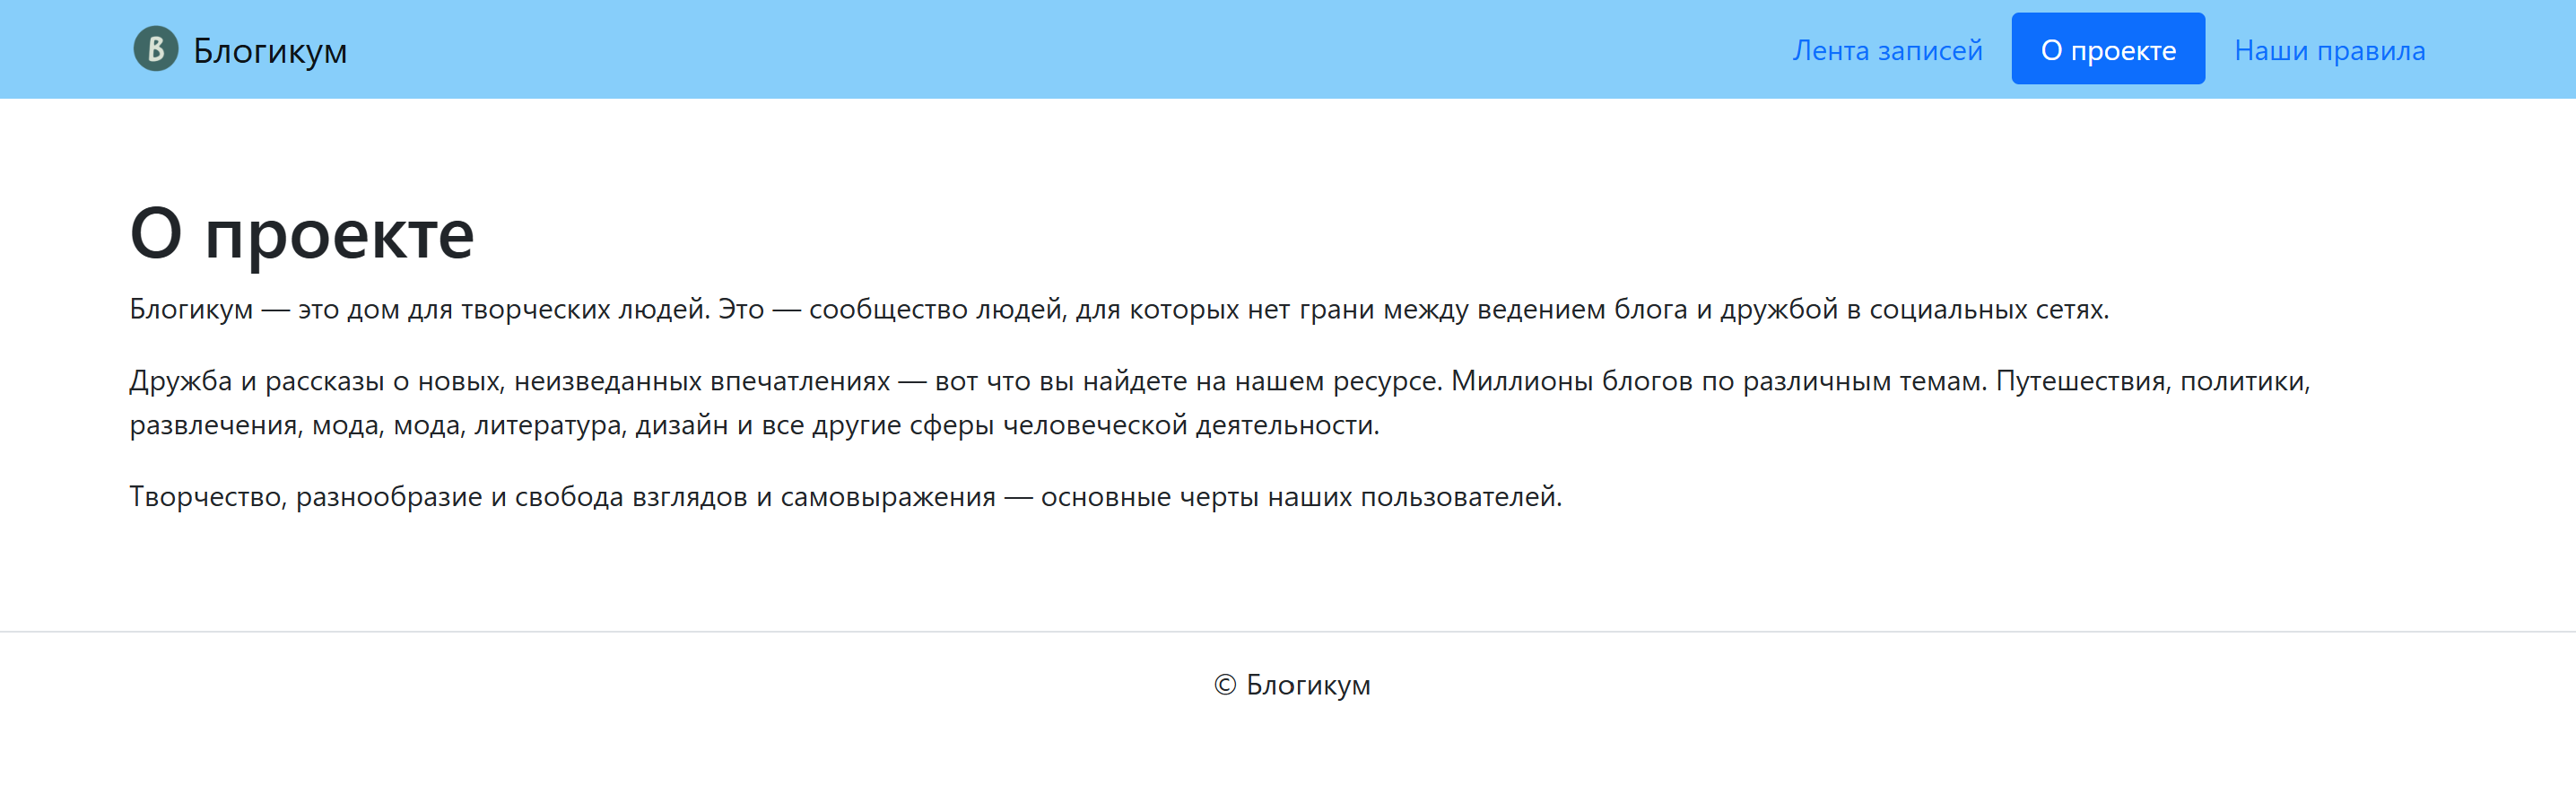 B Блогикум
Лента записей О проекте Наши правила
О проекте
Блогикум — это дом для творческих людей. Это — сообщество людей, для которых нет грани между ведением блога и дружбой в социальных сетях.
Дружба и рассказы о новых, неизведанных впечатлениях — вот что вы найдете на нашем ресурсе. Миллионы блогов по различным темам. Путешествия, политики,
развлечения, мода, мода, литература, дизайн и все другие сферы человеческой деятельности.
Творчество, разнообразие и свобода взглядов и самовыражения — основные черты наших пользователей.
© Блогикум